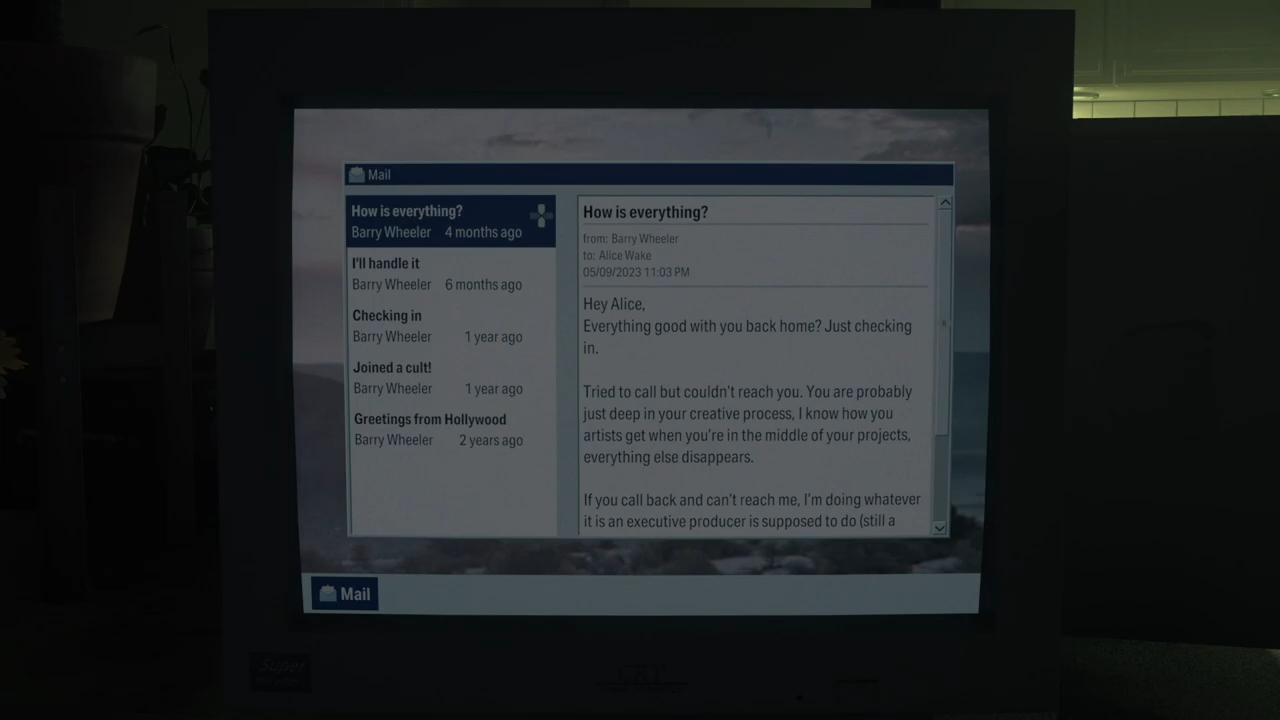 Mail
How is everything?
Barry Wheeler 4 months ago
I'll handle it
Barry Wheeler 6 months ago
Checking in
Barry Wheeler 1 year ago
Joined a cult!
Barry Wheeler 1 year ago
Greetings from Hollywood
Barry Wheeler 2 years ago
How is everything?
from: Barry Wheeler
to: Alice Wake
05/09/2023 11:03 PM
Hey Alice,
Everything good with you back home? Just checking
in.
Tried to call but couldn't reach you. You are probably
just deep in your creative process, I know how you
artists get when you're in the middle of your projects,
everything else disappears.
If you call back and can't reach me, I'm doing whatever
it is an executive producer is supposed to do (still a
Mail
Super
CRT